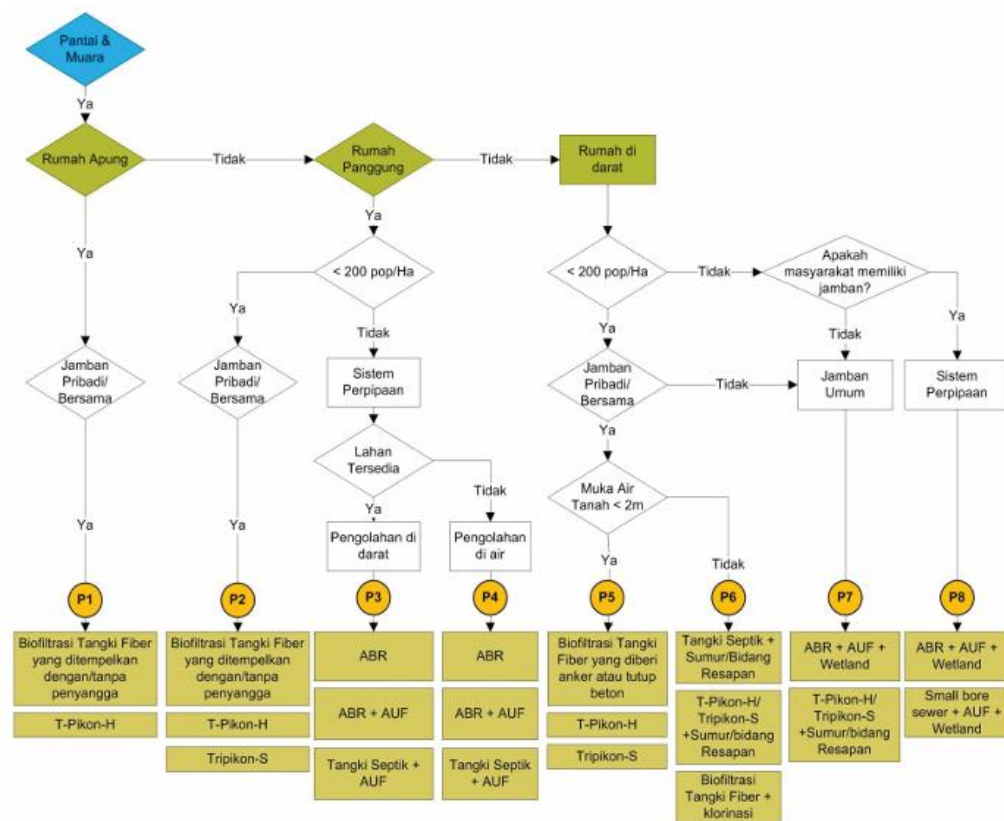 Pantai &
Muara
Ya
Rumah Apung
Tidak
Rumah
Panggung
Tidak
Rumah di
darat
Ya
Ya
< 200 pop/Ha
< 200 pop/Ha
Tidak
Apakah
masyarakat memiliki
jamban?
Ya
Tidak
Ya
Tidak
Ya
Jamban
Pribadi/
Bersama
Jamban
Pribadi/
Bersama
Sistem
Perpipaan
Jamban
Pribadi/
Bersama
Tidak
Jamban
Umum
Sistem
Perpipaan
Lahan
Tersedia
Ya
Tidak
Muka Air
Tanah < 2m
Ya
Ya
Ya
Pengolahan di
darat
Pengolahan
di air
Ya
Tidak
P1
P2
P3
P4
P5
P6
P7
P8
Biofiltrasi Tangki Fiber
yang ditempelkan
dengan/tanpa
penyangga
T-Pikon-H
Biofiltrasi Tangki Fiber
yang ditempelkan
dengan/tanpa
penyangga
T-Pikon-H
Tripikon-S
ABR
ABR + AUF
Tangki Septik +
AUF
ABR
ABR + AUF
Tangki Septik +
AUF
Biofiltrasi Tangki
Fiber yang diberi
anker atau tutup
beton
T-Pikon-H
Tripikon-S
Tangki Septik +
Sumur/Bidang
Resapan
T-Pikon-H/
Tripikon-S
+Sumur/bidang
Resapan
Biofiltrasi
Tangki Fiber +
klorinasi
ABR + AUF +
Wetland
T-Pikon-H/
Tripikon-S
+Sumur/bidang
Resapan
ABR + AUF +
Wetland
Small bore
sewer + AUF +
Wetland